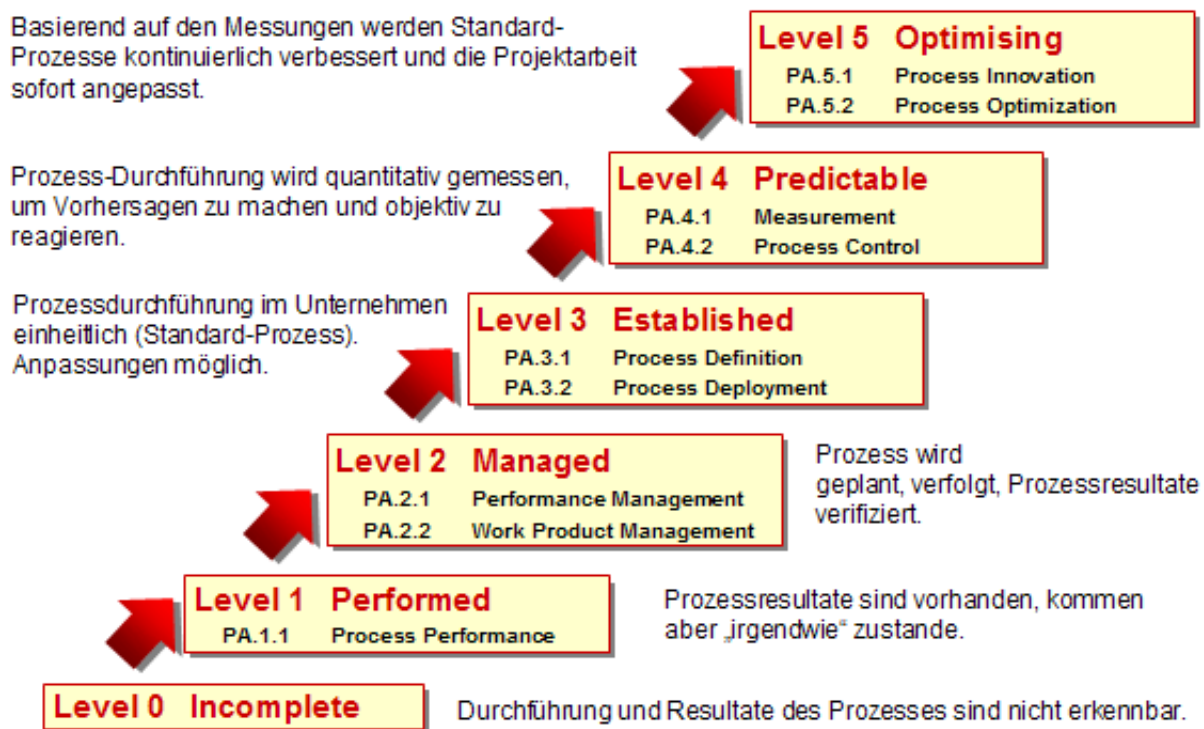 Basierend auf den Messungen werden Standard-
Prozesse kontinuierlich verbessert und die Projektarbeit
sofort angepasst.
Level 5 Optimising
PA.5.1 Process Innovation
PA.5.2 Process Optimization
Prozess-Durchführung wird quantitativ gemessen,
um Vorhersagen zu machen und objektiv zu
reagieren.
Level 4 Predictable
PA.4.1 Measurement
PA.4.2 Process Control
Prozessdurchführung im Unternehmen
einheitlich (Standard-Prozess).
Anpassungen möglich.
Level 3 Established
PA.3.1 Process Definition
PA.3.2 Process Deployment
Level 2 Managed
PA.2.1 Performance Management
PA.2.2 Work Product Management
Prozess wird
geplant, verfolgt, Prozessresultate
verifiziert.
Level 1 Performed
PA.1.1 Process Performance
Prozessresultate sind vorhanden, kommen
aber „irgendwie“ zustande.
Level 0 Incomplete
Durchführung und Resultate des Prozesses sind nicht erkennbar.